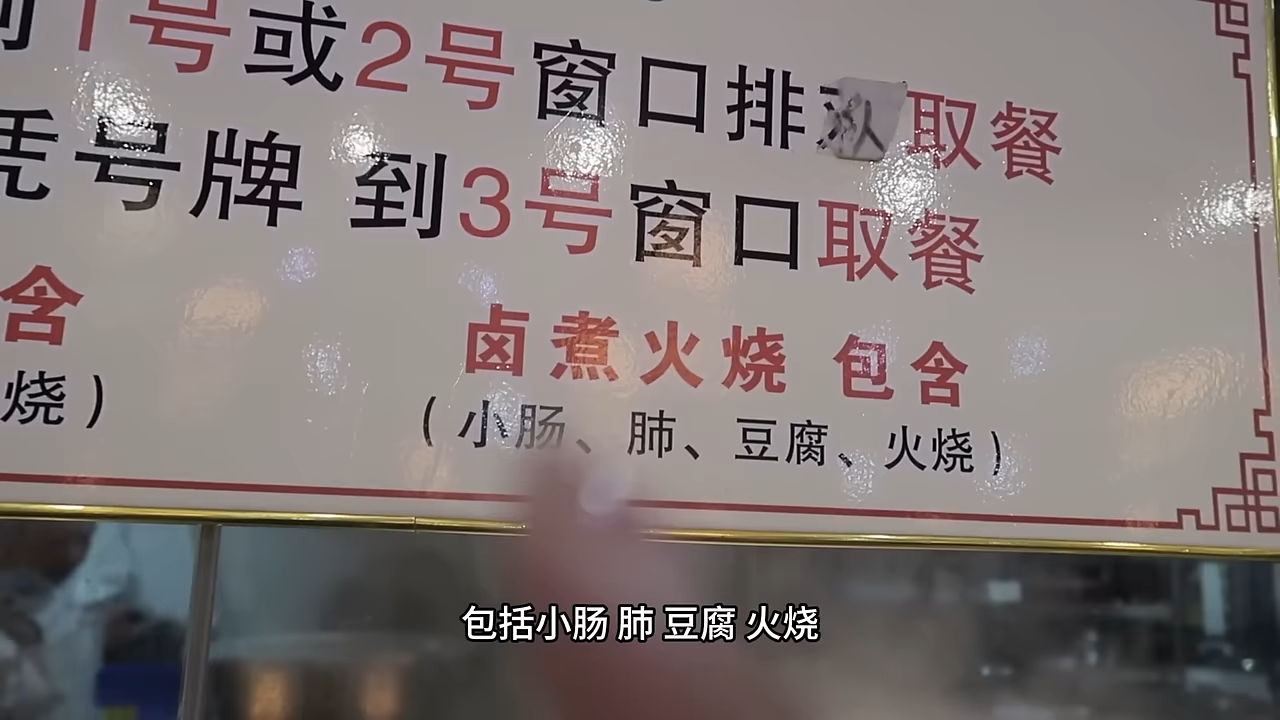 到1号或2号窗口排队取餐
凭号牌 到3号窗口取餐
含
卤煮火烧 包含
烧）
（小肠、肺、豆腐、火烧）
包括小肠 肺 豆腐 火烧